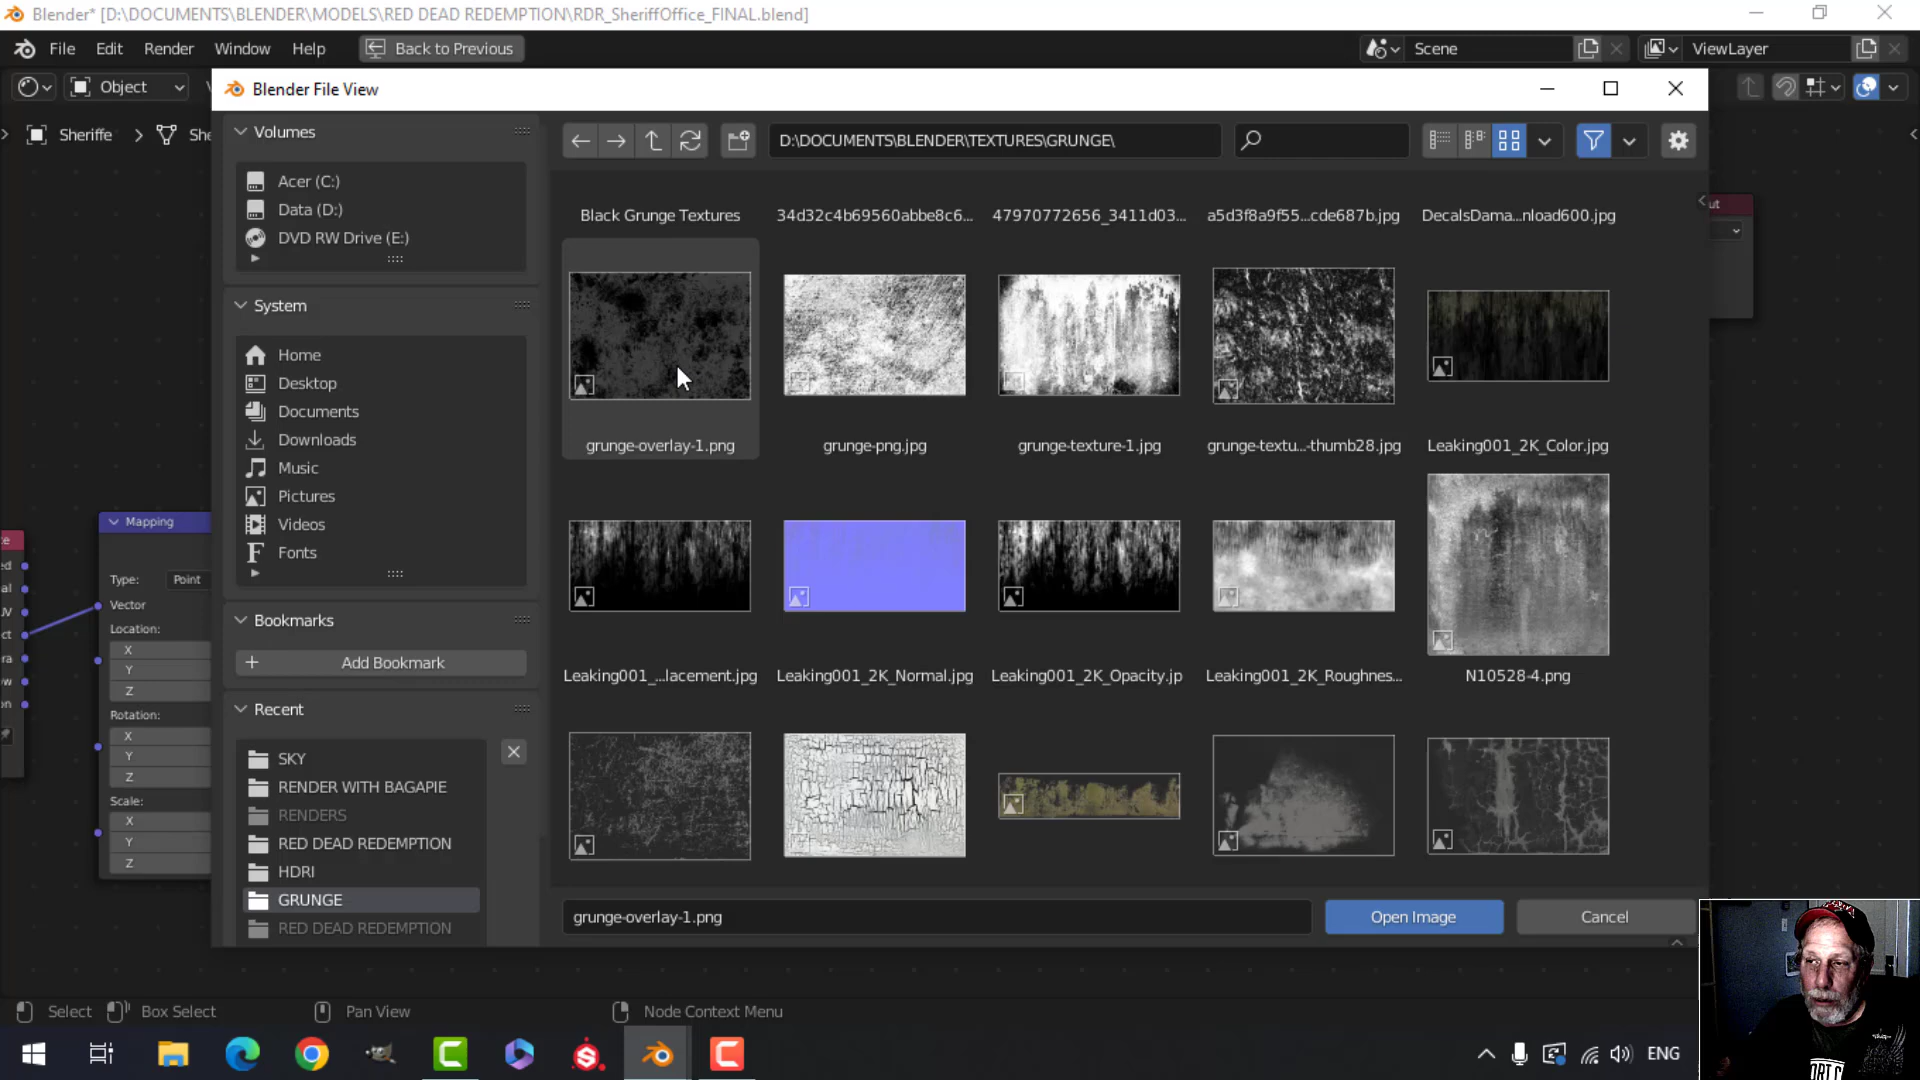 Blender* [D:\DOCUMENTS\BLENDER\MODELS\RED DEAD REDEMPTION\RDR_SheriffOffice_FINAL.blend]
File Edit Render Window Help Back to Previous Scene ViewLayer
Object
Blender File View
Sheriffe > She
Volumes
Acer (C:)
Data (D:)
DVD RW Drive (E:)
System
Home
Desktop
Documents
Downloads
Music
Pictures
Videos
Fonts
Bookmarks
Add Bookmark
Recent
SKY
RENDER WITH BAGAPIE
RENDERS
RED DEAD REDEMPTION
HDRI
GRUNGE
RED DEAD REDEMPTION
D:\DOCUMENTS\BLENDER\TEXTURES\GRUNGE\
Black Grunge Textures 34d32c4b69560abbe8c6... 47970772656_3411d03... a5d3f8a9f55...cde687b.jpg DecalsDama...nload600.jpg
grunge-overlay-1.png grunge-png.jpg grunge-texture-1.jpg grunge-textu...-thumb28.jpg Leaking001_2K_Color.jpg
Leaking001_...lacement.jpg Leaking001_2K_Normal.jpg Leaking001_2K_Opacity.jp Leaking001_2K_Roughnes... N10528-4.png
grunge-overlay-1.png Open Image Cancel
Mapping
Type: Point
Vector
Location:
X
Y
Z
Rotation:
X
Y
Z
Scale:
X
Y
Z
ut
Select Box Select Pan View Node Context Menu
ENG